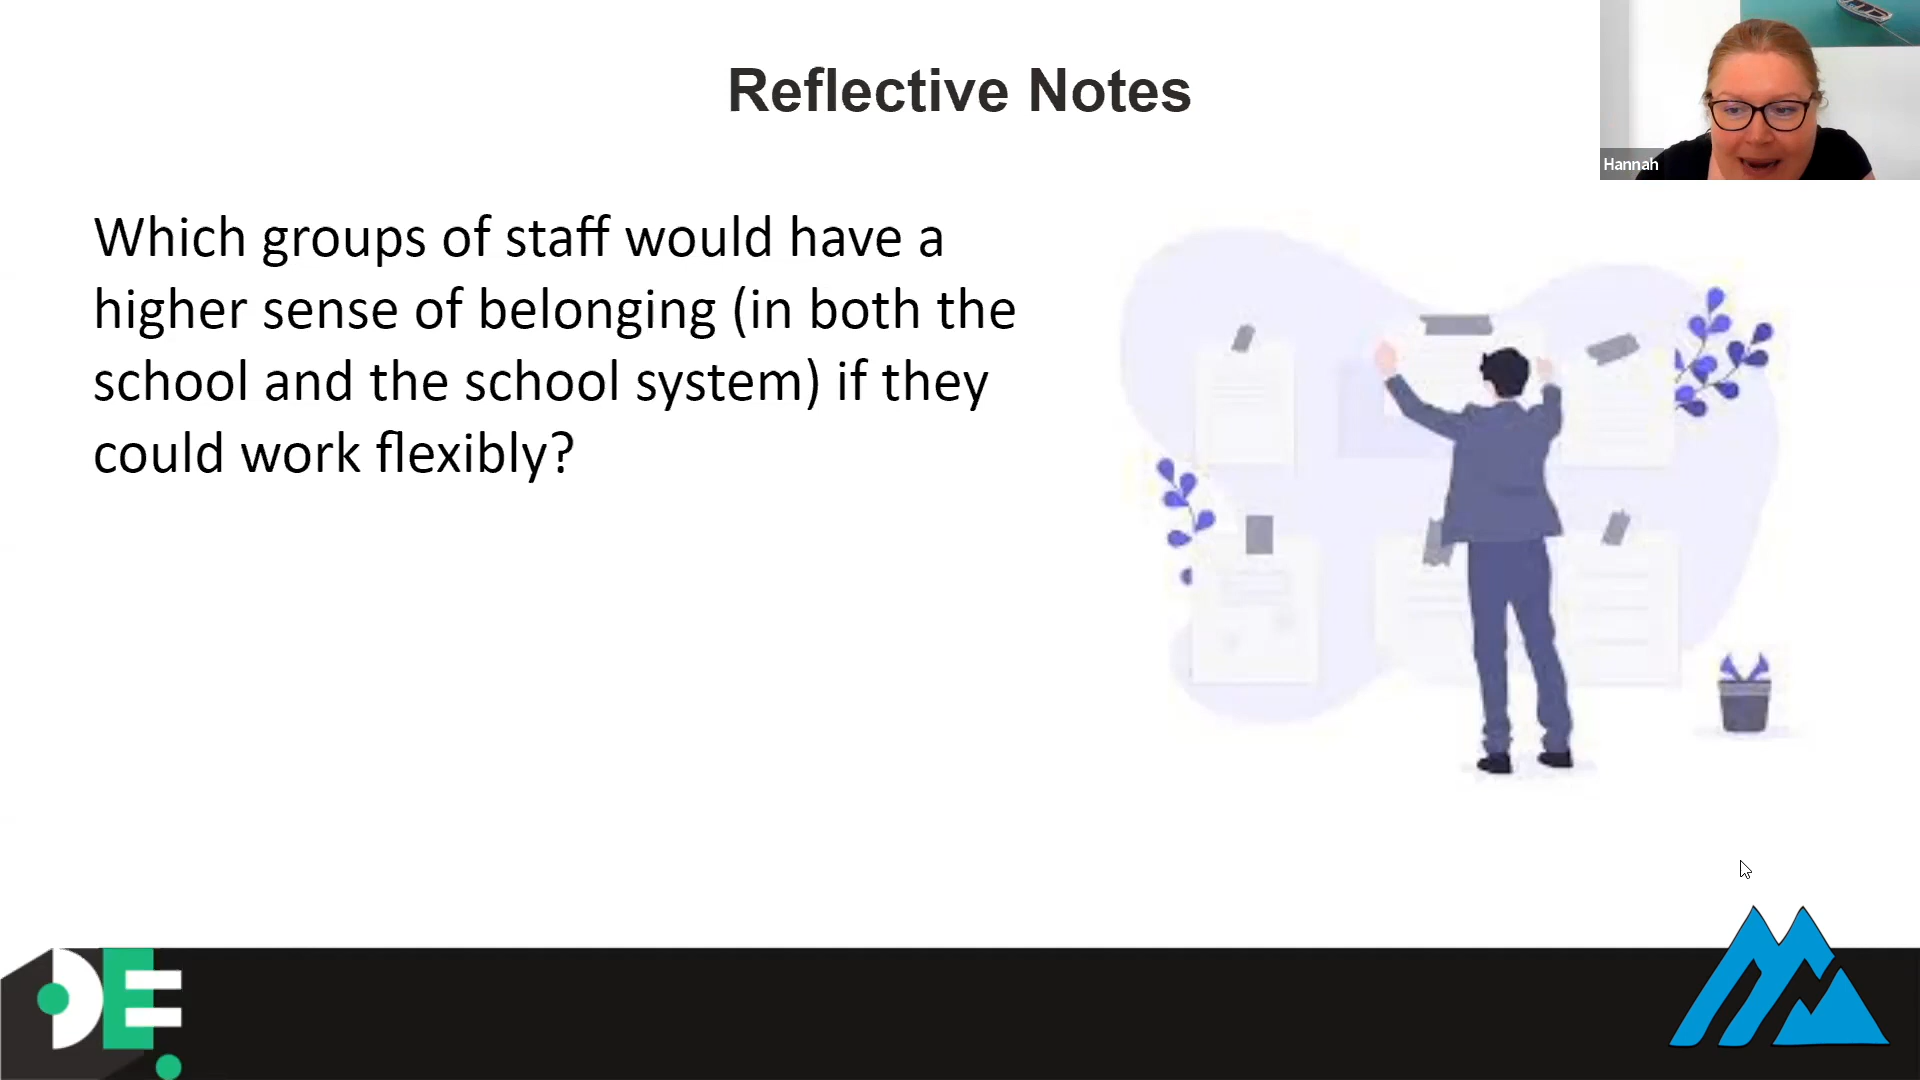 Reflective Notes
Hannah
Which groups of staff would have a
higher sense of belonging (in both the
school and the school system) if they
could work flexibly?
DE